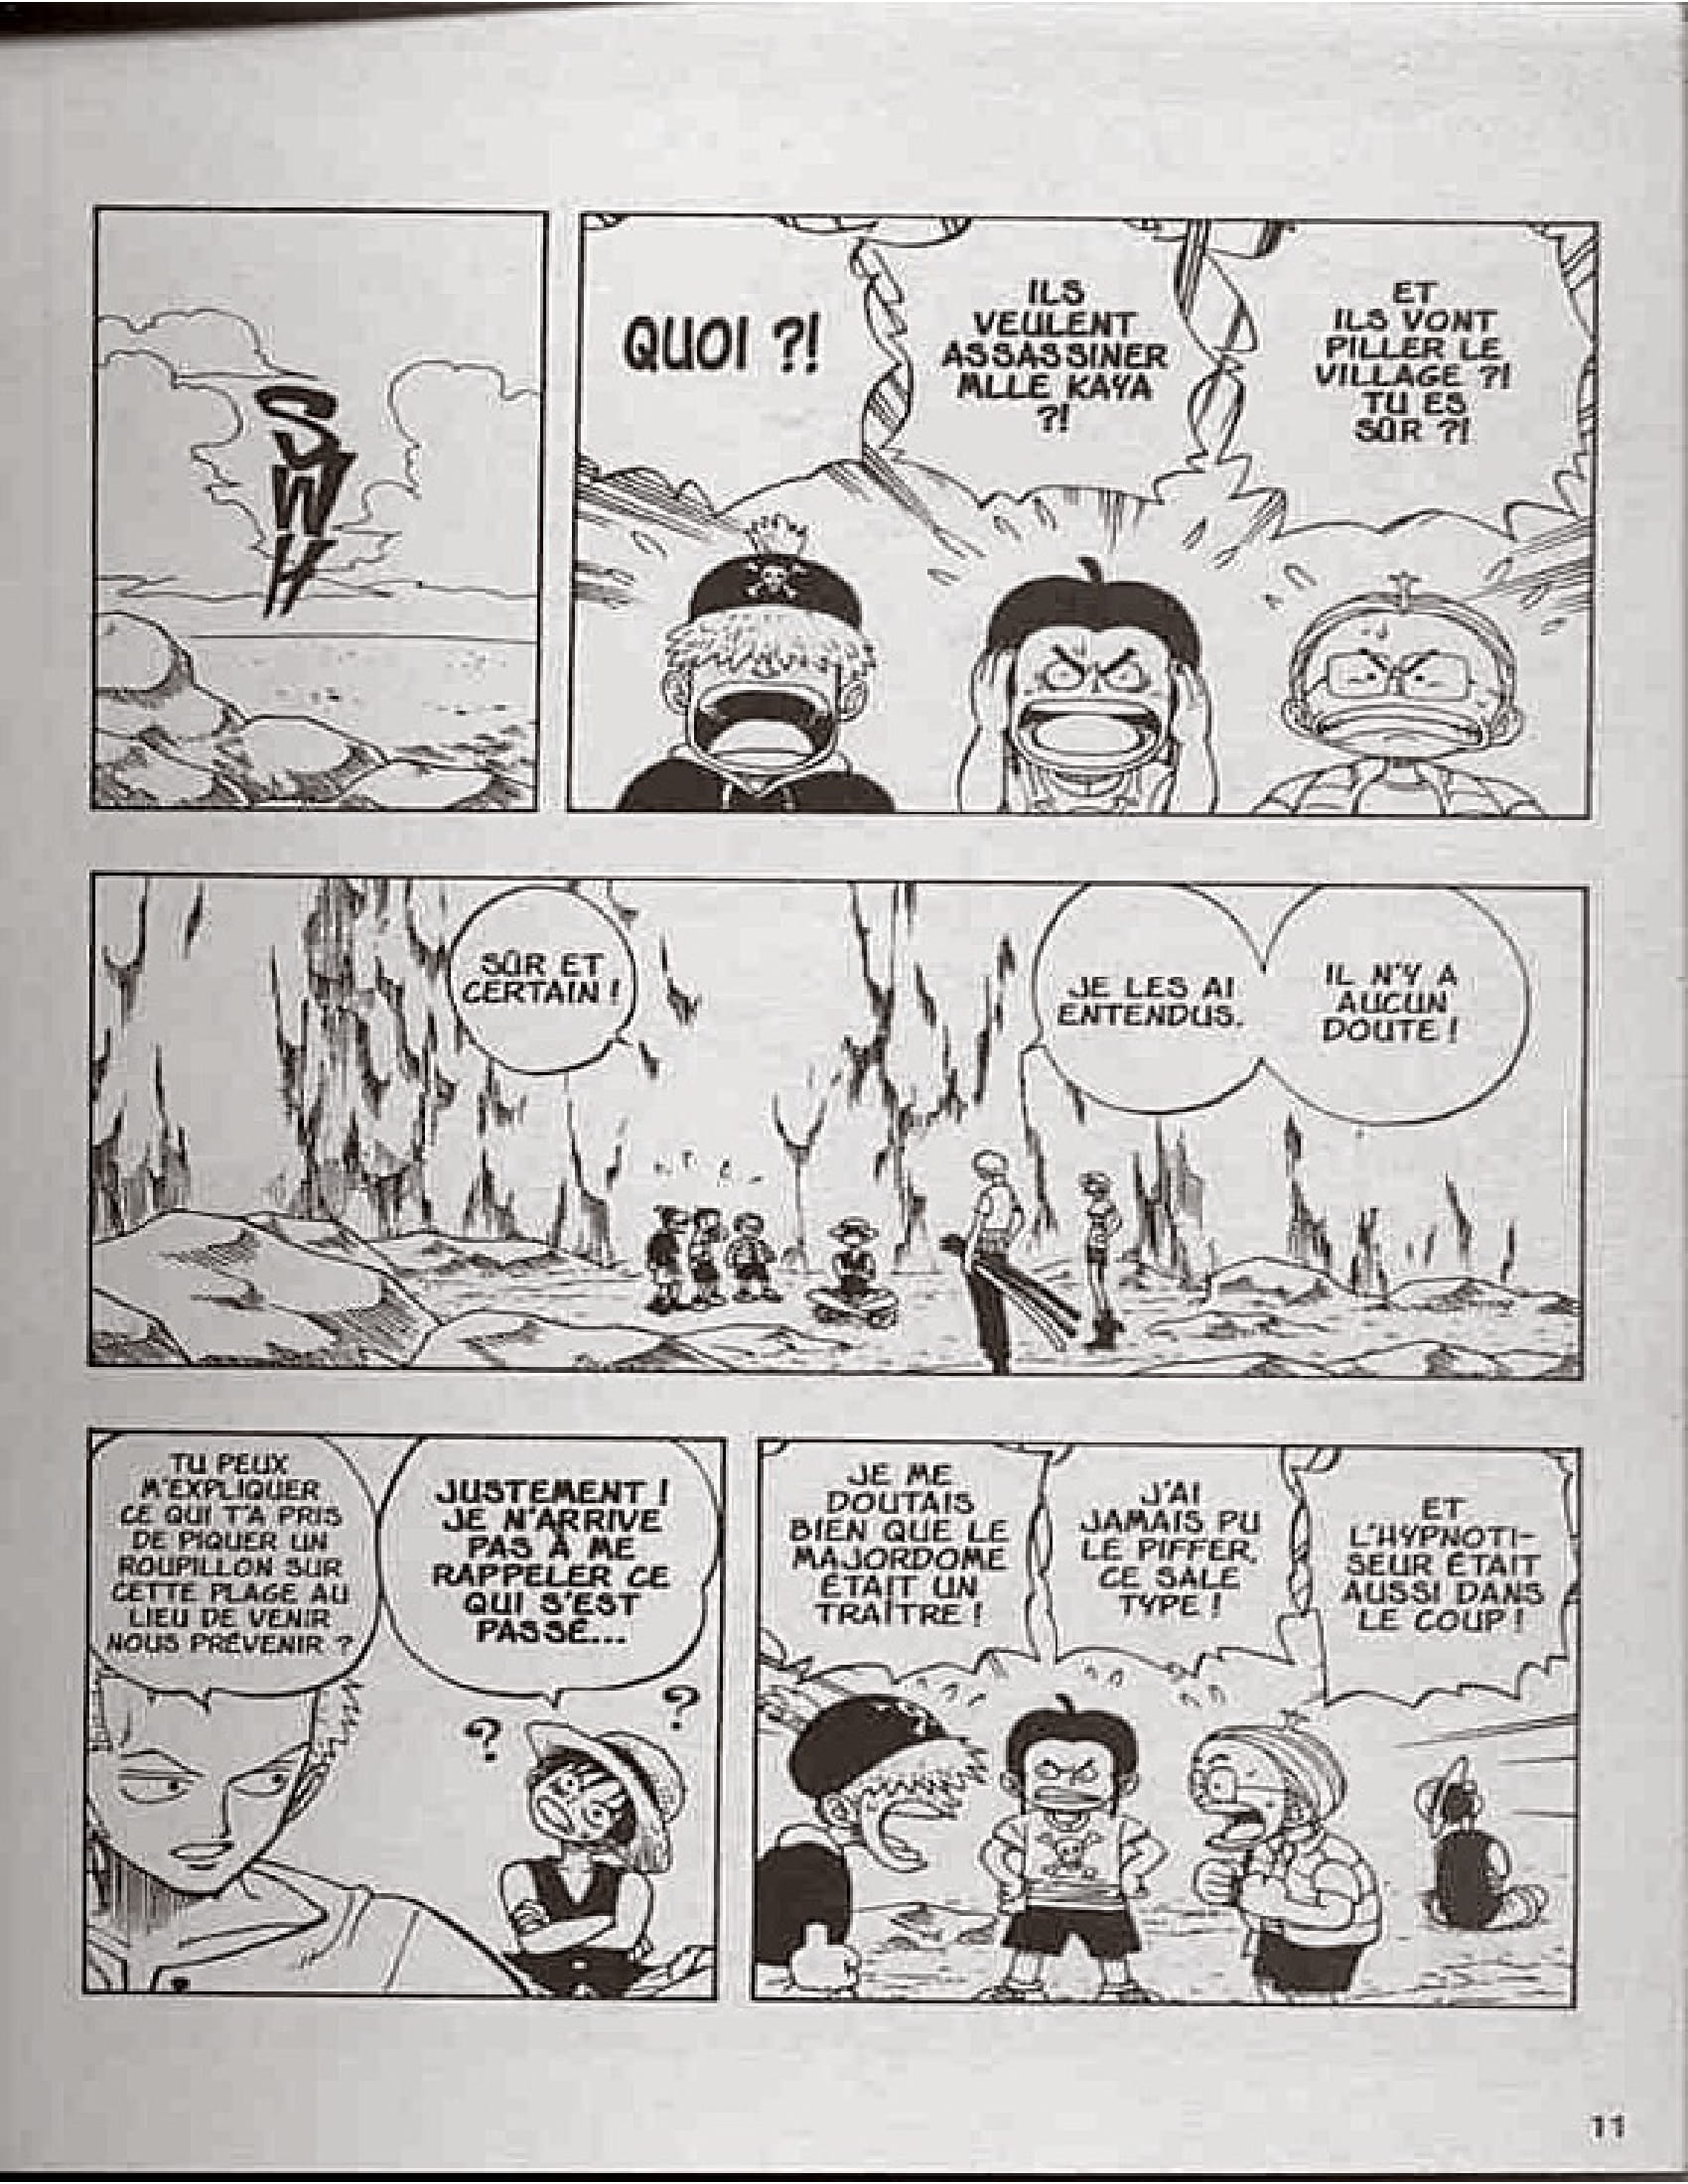 ET
ILS VONT
PILLER LE
VILLAGE ?!
TU ES
SÛR ?!
ILS
VEULENT
ASSASSINER
MLLE KAYA
?!
QUOI ?!
SWH
IL N'Y A
AUCUN
DOUTE !
JE LES AI
ENTENDUS.
SÛR ET
CERTAIN !
ET
L'HYPNOTI-
SEUR ÉTAIT
AUSSI DANS
LE COUP !
J'AI
JAMAIS PU
LE PIFFER,
CE SALE
TYPE !
JE ME
DOUTAIS
BIEN QUE LE
MAJORDOME
ÉTAIT UN
TRAÎTRE !
JUSTEMENT !
JE N'ARRIVE
PAS À ME
RAPPELER CE
QUI S'EST
PASSÉ...
?
?
TU PEUX
M'EXPLIQUER
CE QUI T'A PRIS
DE PIQUER UN
ROUPILLON SUR
CETTE PLAGE AU
LIEU DE VENIR
NOUS PRÉVENIR ?
11